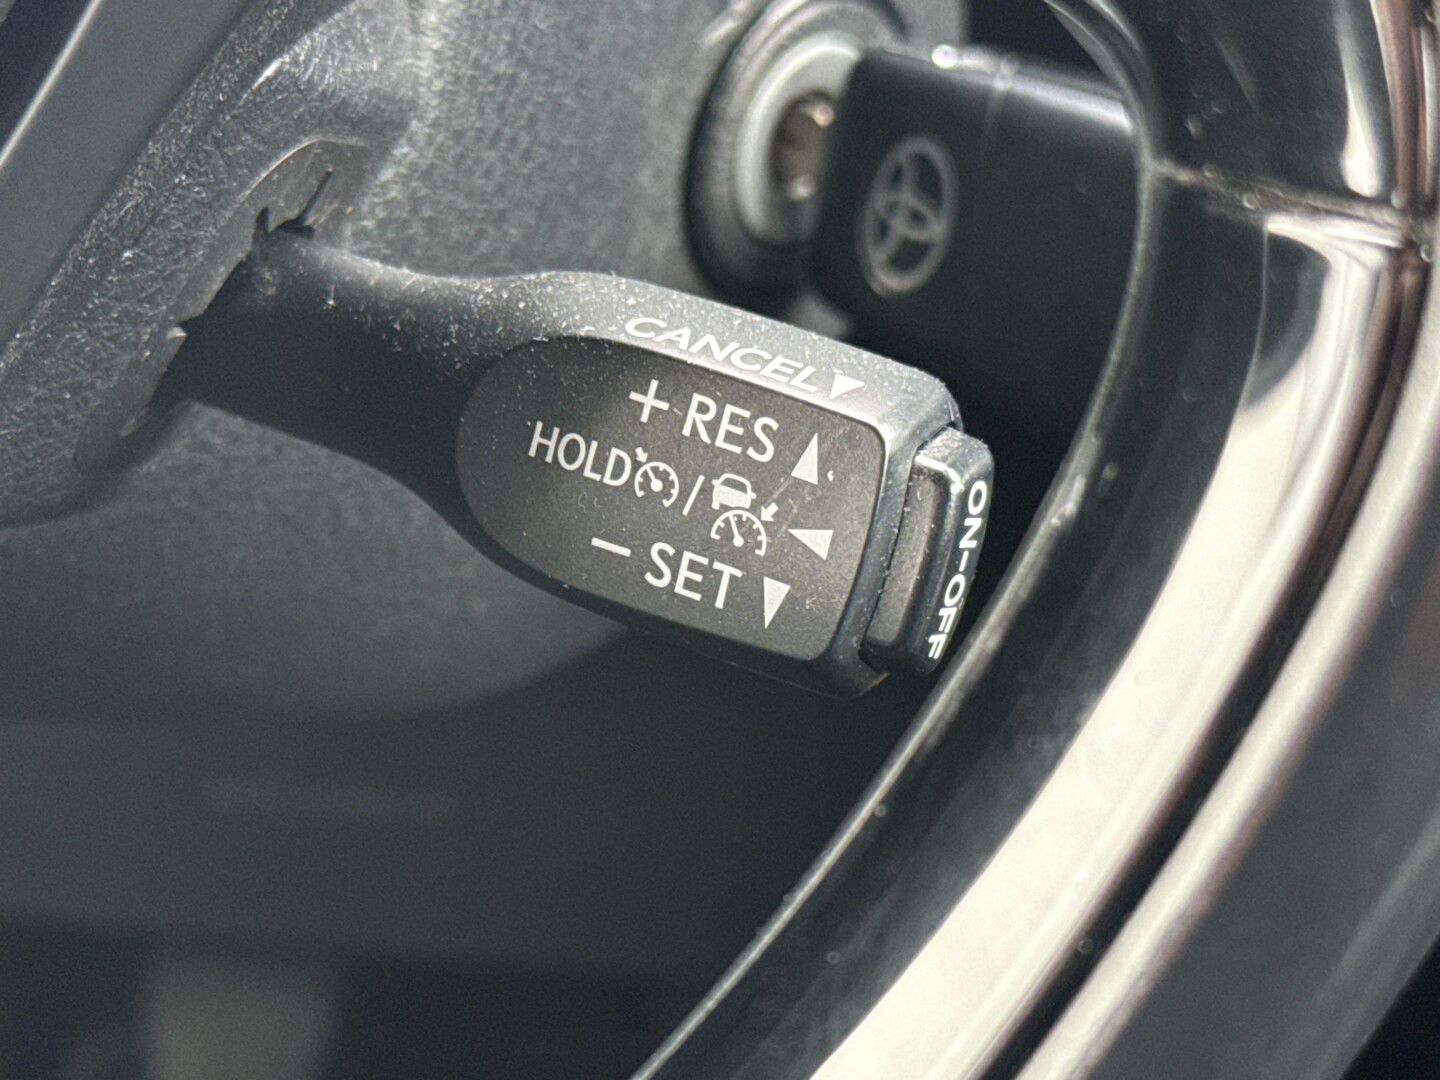 CANCEL▼
+ RES ▲
HOLD / ◀
− SET ▼
ON-OFF